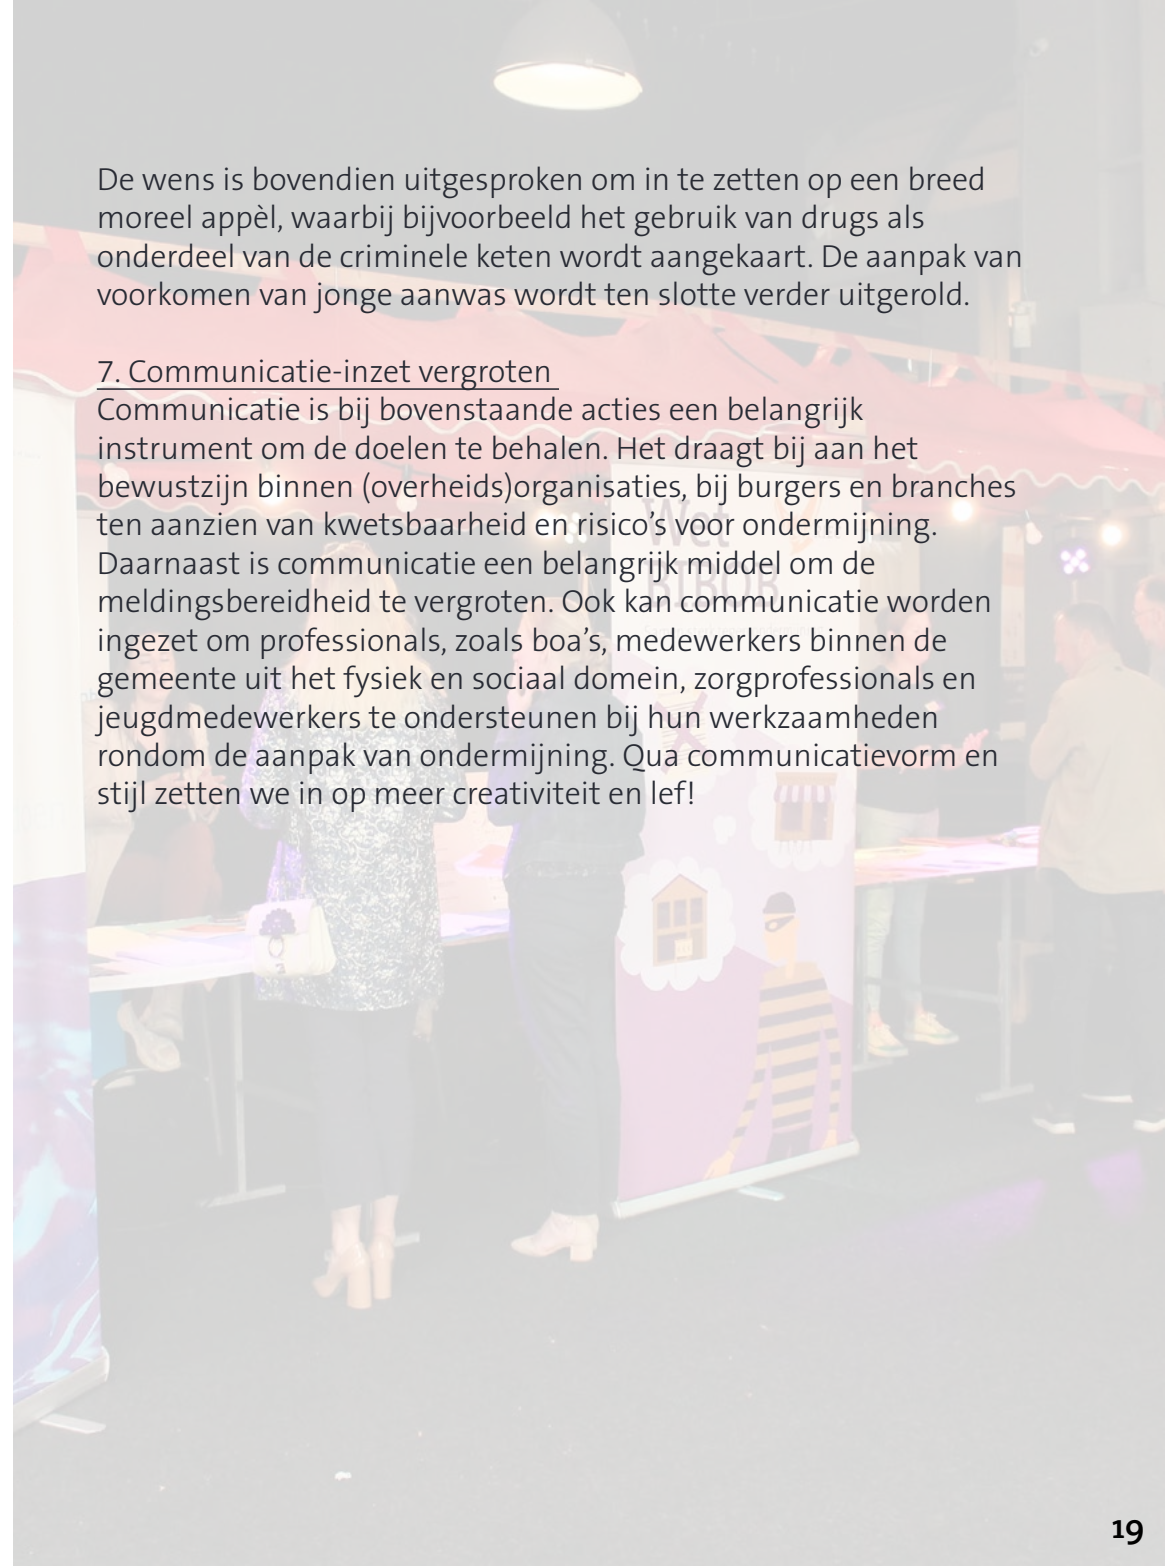 De wens is bovendien uitgesproken om in te zetten op een breed
moreel appèl, waarbij bijvoorbeeld het gebruik van drugs als
onderdeel van de criminele keten wordt aangekaart. De aanpak van
voorkomen van jonge aanwas wordt ten slotte verder uitgerold.
7. Communicatie-inzet vergroten
Communicatie is bij bovenstaande acties een belangrijk
instrument om de doelen te behalen. Het draagt bij aan het
bewustzijn binnen (overheids)organisaties, bij burgers en branches
ten aanzien van kwetsbaarheid en risico’s voor ondermijning.
Daarnaast is communicatie een belangrijk middel om de
meldingsbereidheid te vergroten. Ook kan communicatie worden
ingezet om professionals, zoals boa’s, medewerkers binnen de
gemeente uit het fysiek en sociaal domein, zorgprofessionals en
jeugdmedewerkers te ondersteunen bij hun werkzaamheden
rondom de aanpak van ondermijning. Qua communicatievorm en
stijl zetten we in op meer creativiteit en lef!
Wet
BIBOB
19